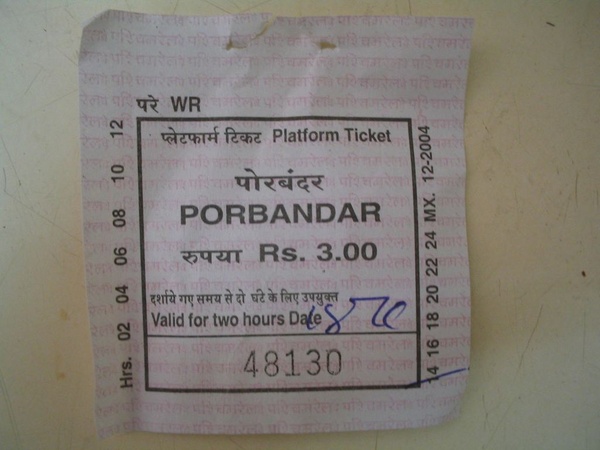 परे WR
प्लेटफार्म टिकट Platform Ticket
पोरबंदर
PORBANDAR
रुपया Rs. 3.00
दर्शाये गए समय से दो घंटे के लिए उपयुक्त
Valid for two hours Date
48130
Hrs. 02 04 06 08 10 12
14 16 18 20 22 24 MX. 12-2004